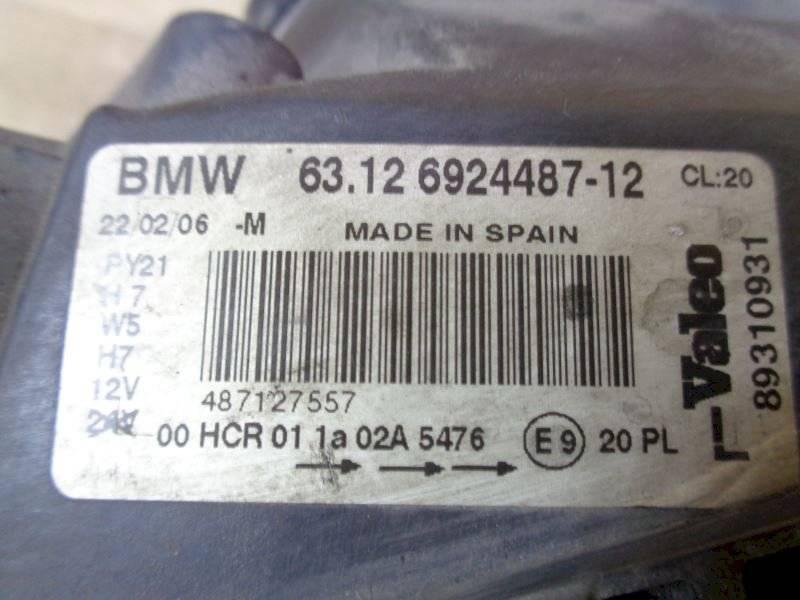 BMW 63.12 6924487-12 CL:20
22/02/06 -M MADE IN SPAIN
PY21
H7
W5
H7
12V
24V
487127557
00 HCR 01 1a 02A 5476 E9 20 PL
Valeo
89310931